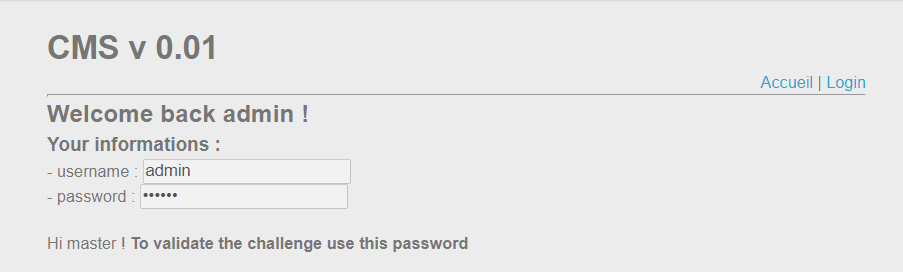 CMS v 0.01
Accueil | Login
Welcome back admin !
Your informations :
- username : admin
- password : ••••••
Hi master ! To validate the challenge use this password